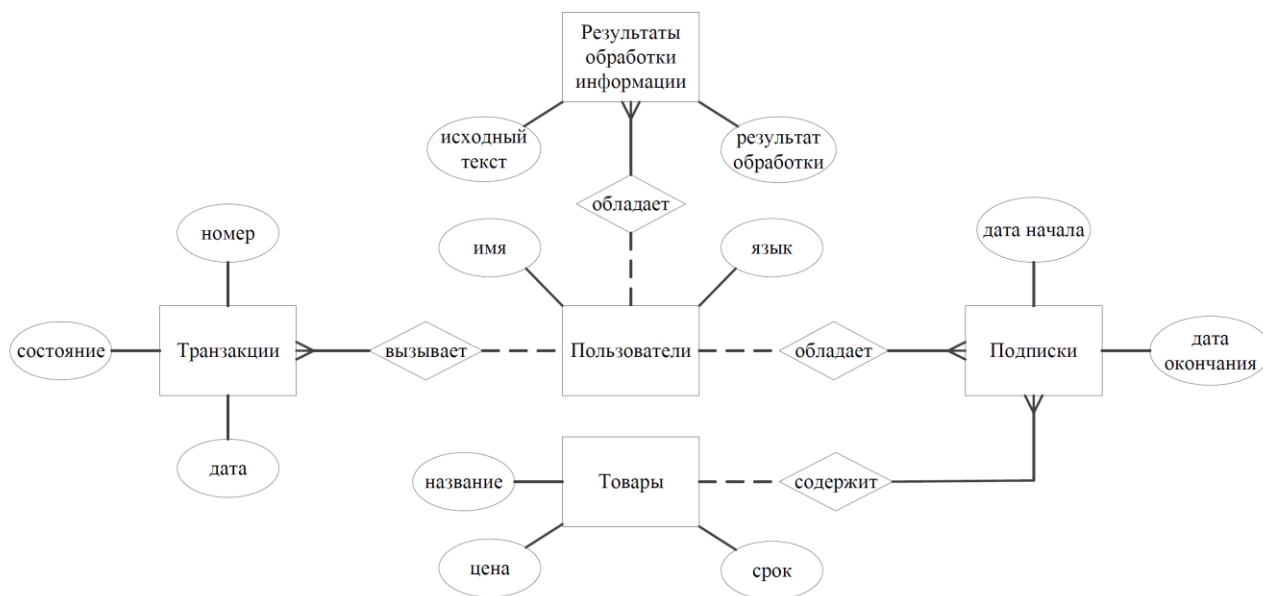 Результаты
обработки
информации
исходный
текст
результат
обработки
обладает
номер
имя
язык
дата начала
состояние
Транзакции
вызывает
Пользователи
обладает
Подписки
дата
окончания
дата
название
Товары
содержит
цена
срок